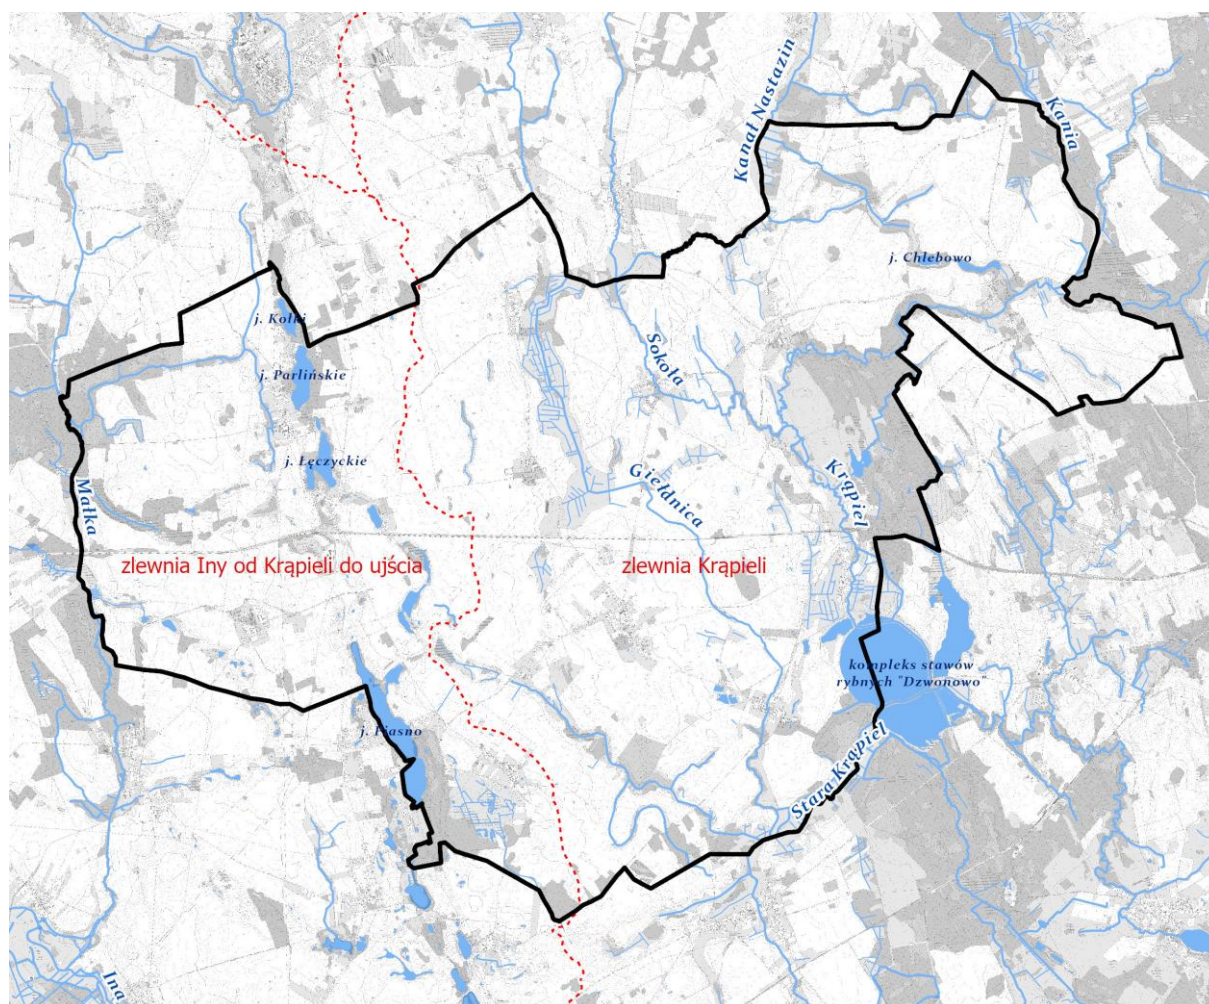 Kanał Nastazin
Kania
j. Chlebowo
j. Kołki
Sokoła
j. Parlińskie
j. Łęczyckie
Krąpiel
Giełdnica
Małka
zlewnia Iny od Krąpieli do ujścia
zlewnia Krąpieli
kompleks stawów
rybnych "Dzwonowo"
j. Piasno
Stara Krąpiel
Ina